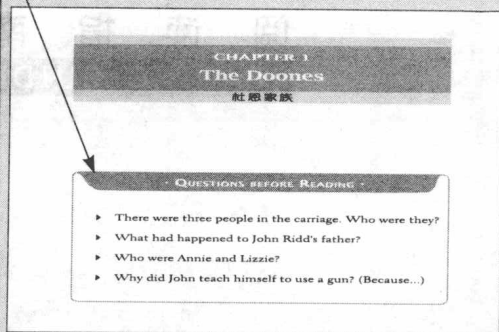 CHAPTER 1
The Doones
杜恩家族
· QUESTIONS BEFORE READING ·
▸ There were three people in the carriage. Who were they?
▸ What had happened to John Ridd's father?
▸ Who were Annie and Lizzie?
▸ Why did John teach himself to use a gun? (Because...)